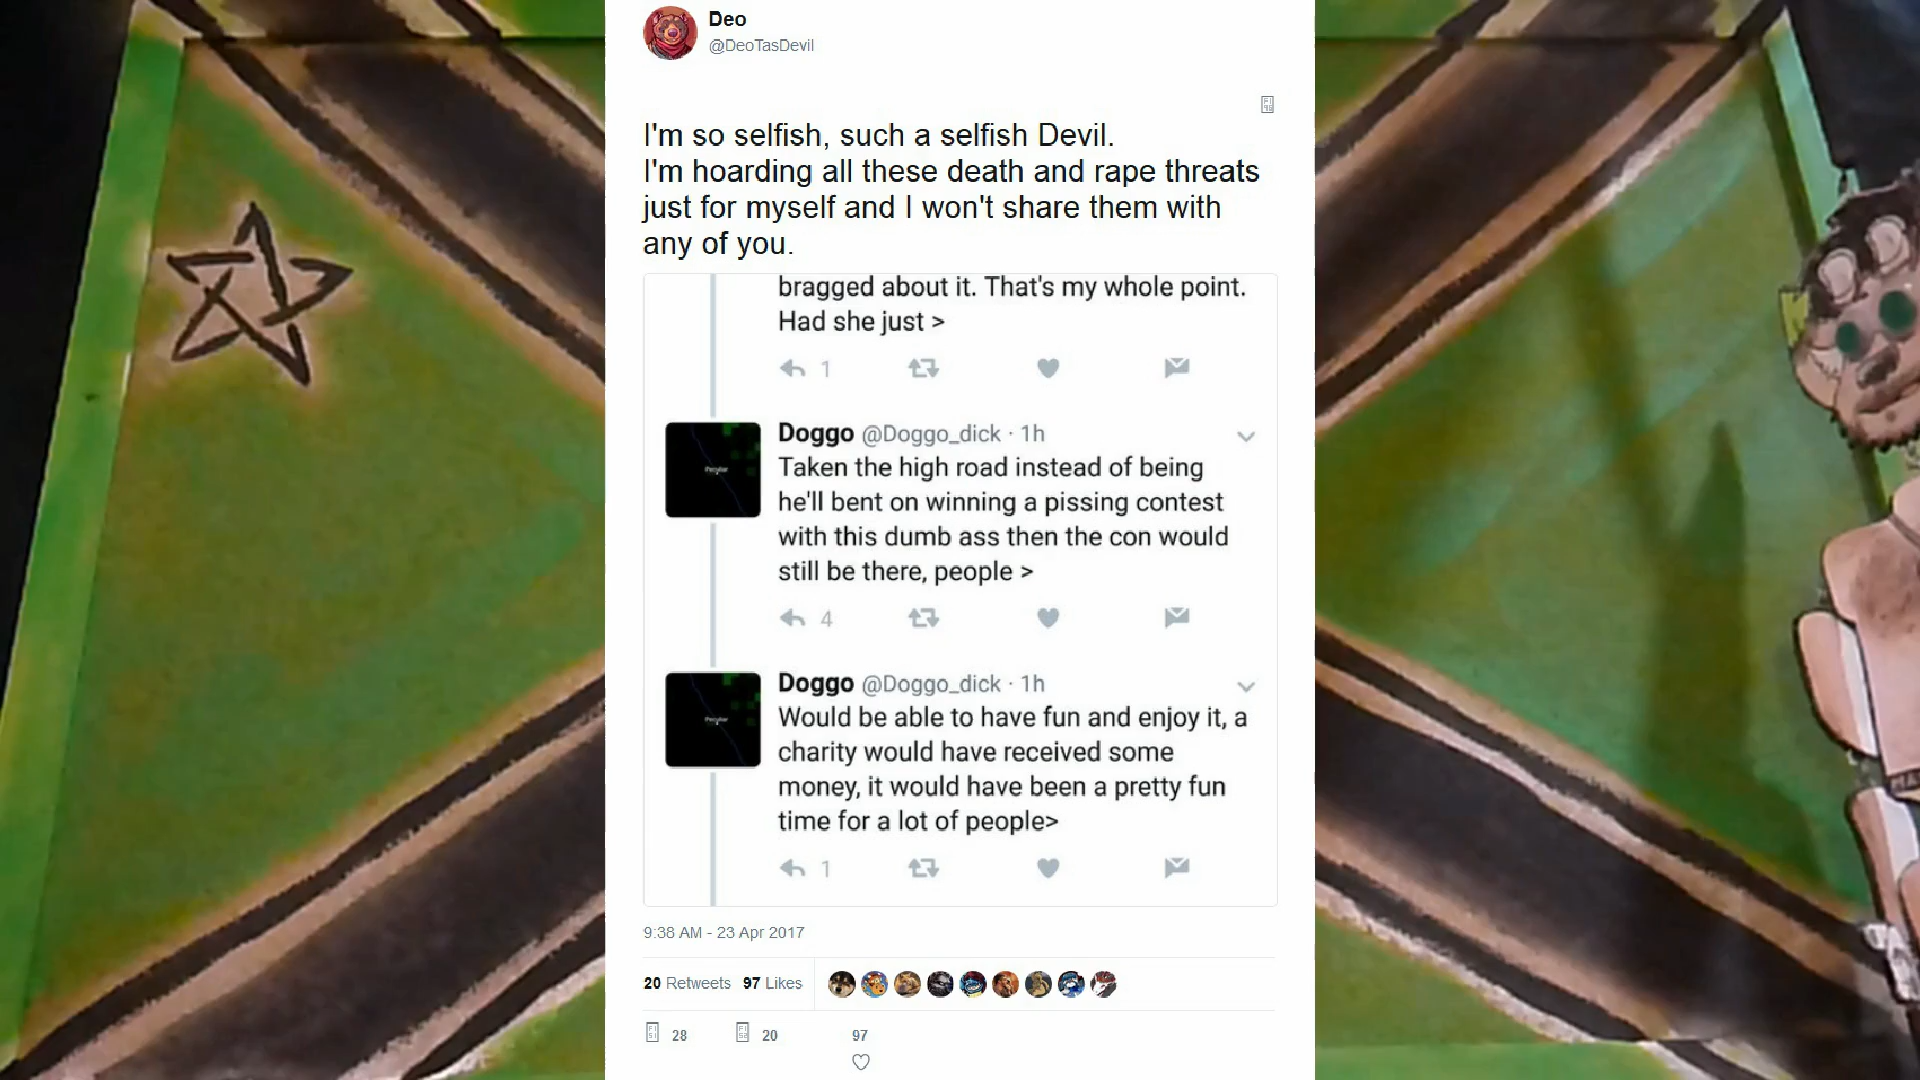 Deo
@DeoTasDevil
I'm so selfish, such a selfish Devil.
I'm hoarding all these death and rape threats
just for myself and I won't share them with
any of you.
bragged about it. That's my whole point.
Had she just >
1
Doggo @Doggo_dick · 1h
Taken the high road instead of being
he'll bent on winning a pissing contest
with this dumb ass then the con would
still be there, people >
4
Doggo @Doggo_dick · 1h
Would be able to have fun and enjoy it, a
charity would have received some
money, it would have been a pretty fun
time for a lot of people>
1
9:38 AM - 23 Apr 2017
20 Retweets 97 Likes
28 20 97